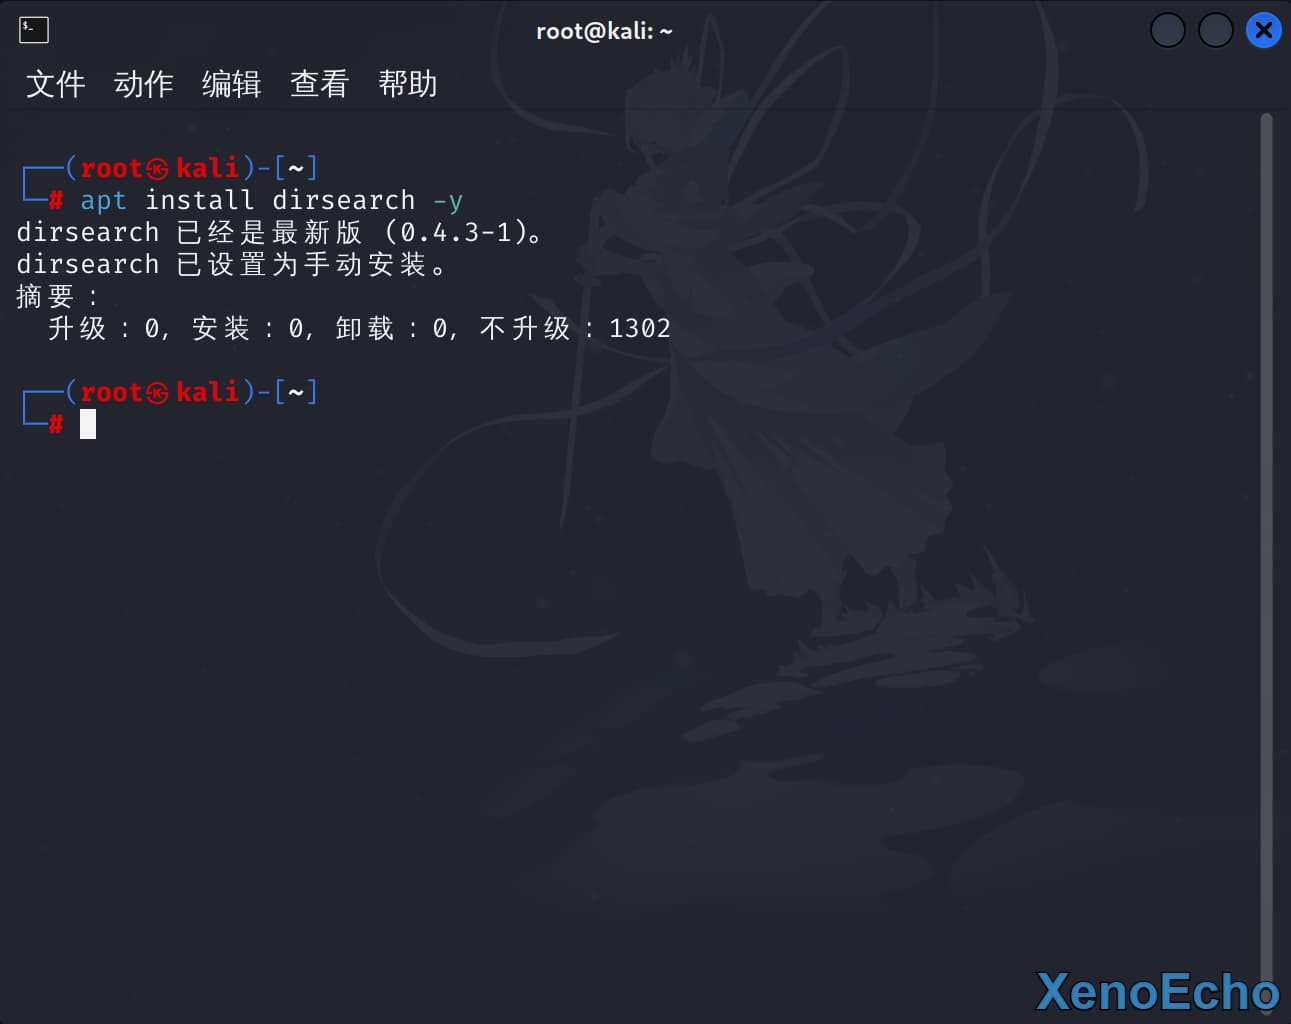 root@kali: ~
文件 动作 编辑 查看 帮助
┌──(root㉿kali)-[~]
└─# apt install dirsearch -y
dirsearch 已经是最新版 (0.4.3-1)。
dirsearch 已设置为手动安装。
摘要：
  升级：0, 安装：0, 卸载：0, 不升级：1302
┌──(root㉿kali)-[~]
└─#
XenoEcho